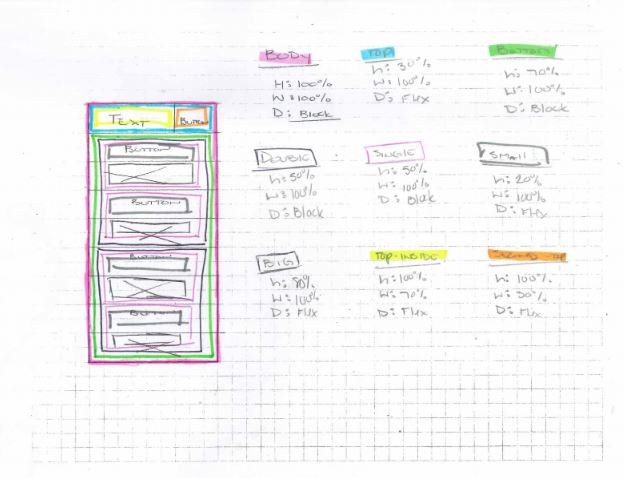 BODY
H: 100%
W: 100%
D: Block
TOP
h: 30%
W: 100%
D: Flex
BOTTOM
h: 70%
W: 100%
D: Block
TEXT
BUTTON
BUTTON
BUTTON
BUTTON
BUTTON
DOUBLE
h: 50%
W: 100%
D: Block
SINGLE
h: 50%
W: 100%
D: Block
SMALL
h: 20%
W: 100%
D: Flex
BIG
h: 80%
W: 100%
D: Flex
TOP-INSIDE
h: 100%
W: 70%
D: Flex
h: 100%
W: 30%
D: Flex